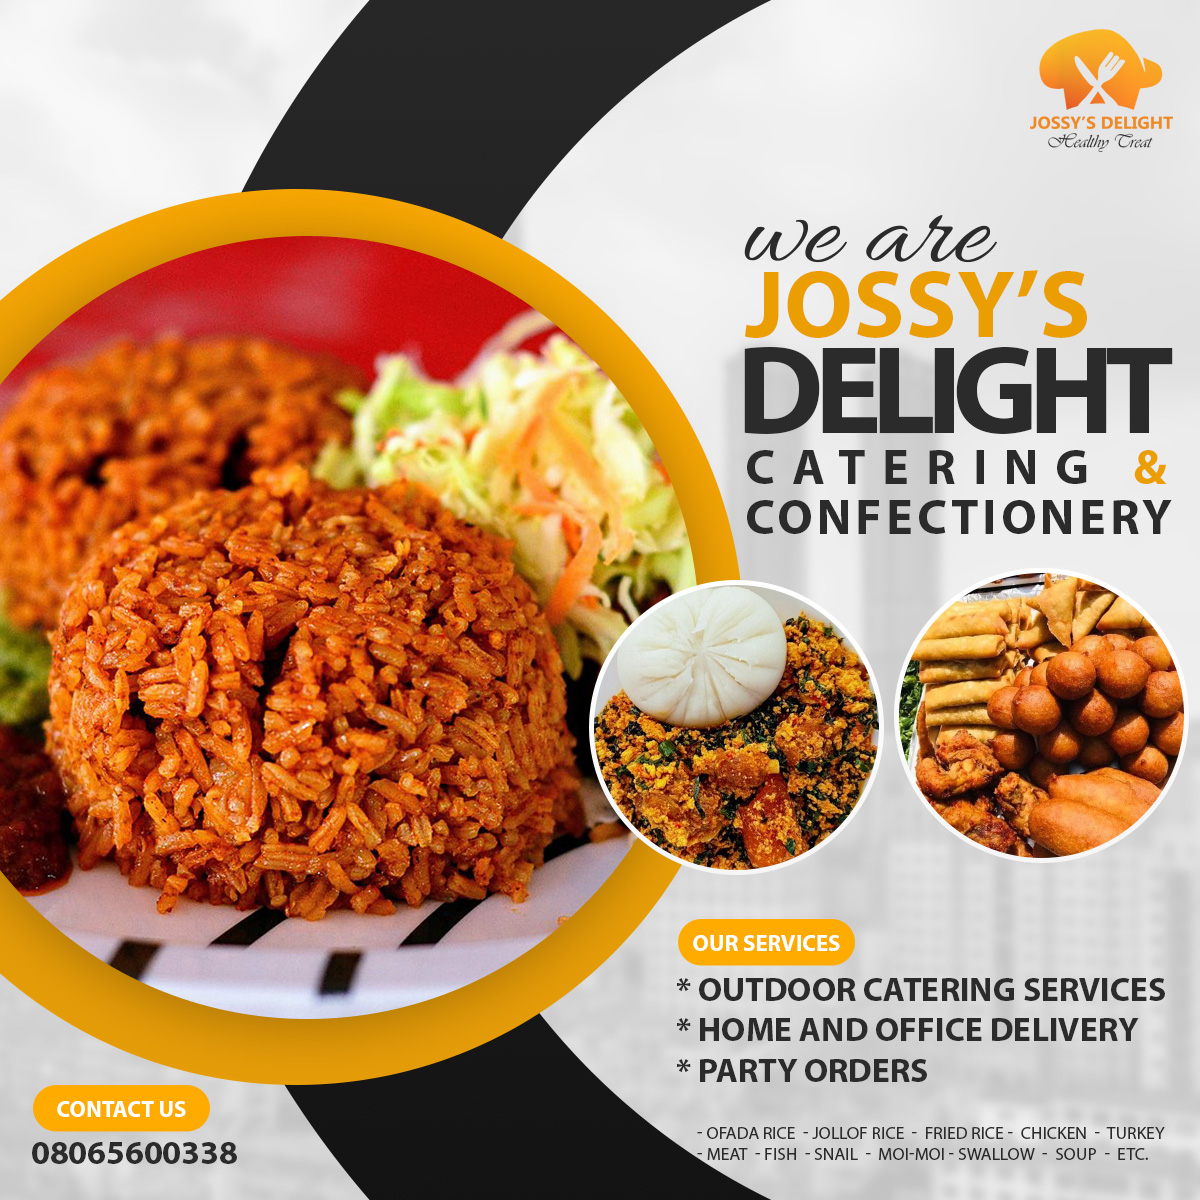 JOSSY'S DELIGHT
Healthy Treat
we are
JOSSY'S
DELIGHT
CATERING &
CONFECTIONERY
OUR SERVICES
* OUTDOOR CATERING SERVICES
* HOME AND OFFICE DELIVERY
* PARTY ORDERS
CONTACT US
08065600338
- OFADA RICE - JOLLOF RICE - FRIED RICE - CHICKEN - TURKEY
- MEAT - FISH - SNAIL - MOI-MOI - SWALLOW - SOUP - ETC.